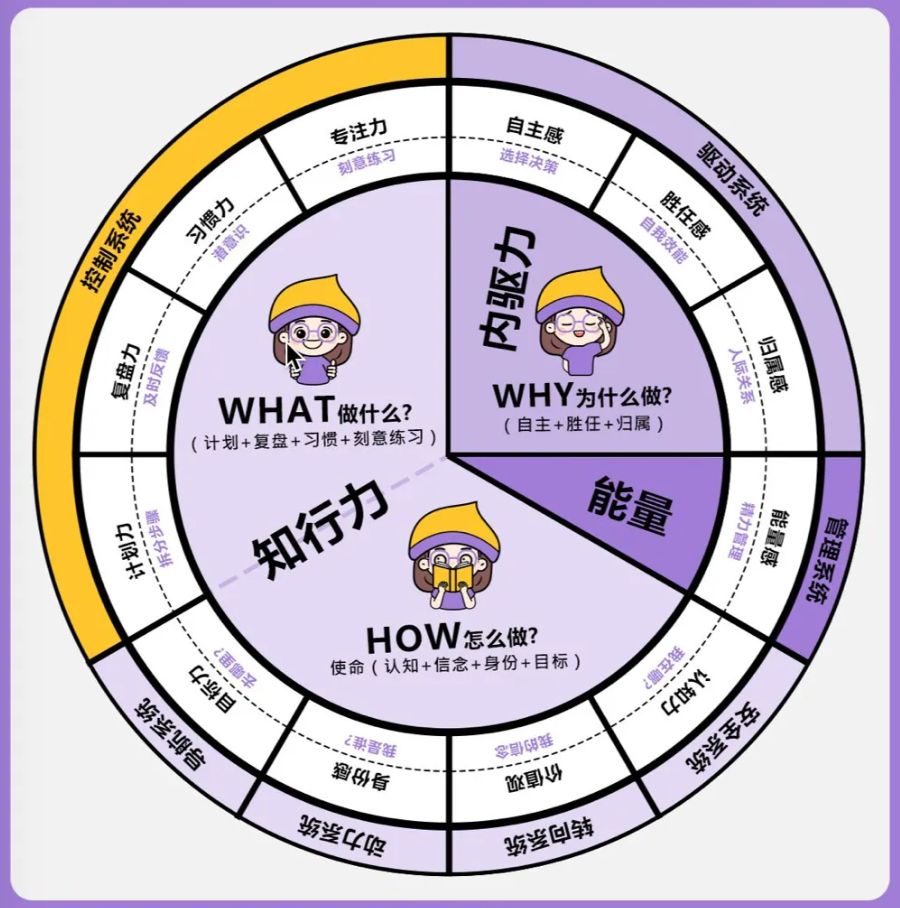 驱动系统
管理系统
安全系统
转向系统
动力系统
导航系统
控制系统
自主感
选择决策
胜任感
自我效能
归属感
人际关系
能量感
精力管理
认知力
我在哪?
价值观
我的信念
身份感
我是谁?
目标力
去哪里?
计划力
拆分步骤
复盘力
及时反馈
习惯力
潜意识
专注力
刻意练习
内驱力
WHY为什么做?
(自主+胜任+归属)
能量
WHAT做什么?
(计划+复盘+习惯+刻意练习)
知行力
HOW怎么做?
使命(认知+信念+身份+目标)